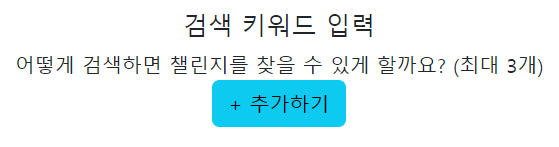 검색 키워드 입력
어떻게 검색하면 챌린지를 찾을 수 있게 할까요? (최대 3개)
+ 추가하기